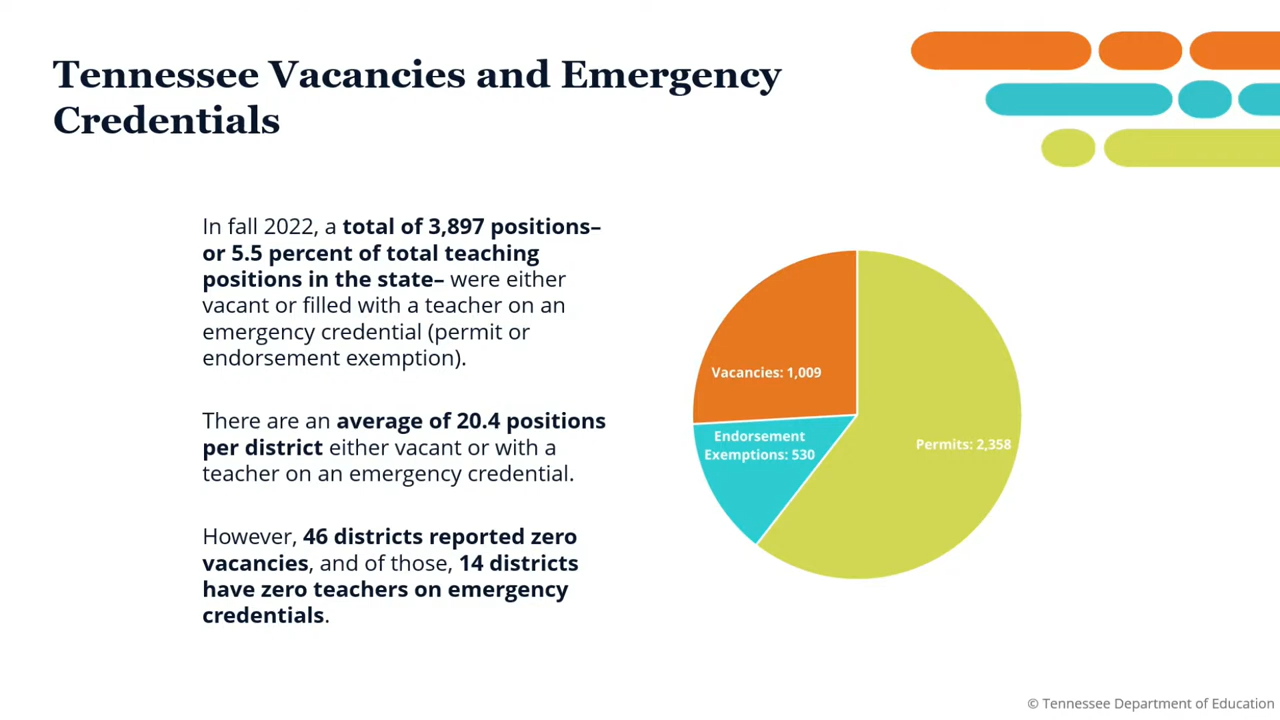 Tennessee Vacancies and Emergency
Credentials
In fall 2022, a total of 3,897 positions–
or 5.5 percent of total teaching
positions in the state– were either
vacant or filled with a teacher on an
emergency credential (permit or
endorsement exemption).
There are an average of 20.4 positions
per district either vacant or with a
teacher on an emergency credential.
However, 46 districts reported zero
vacancies, and of those, 14 districts
have zero teachers on emergency
credentials.
Vacancies: 1,009
Endorsement
Exemptions: 530
Permits: 2,358
© Tennessee Department of Education